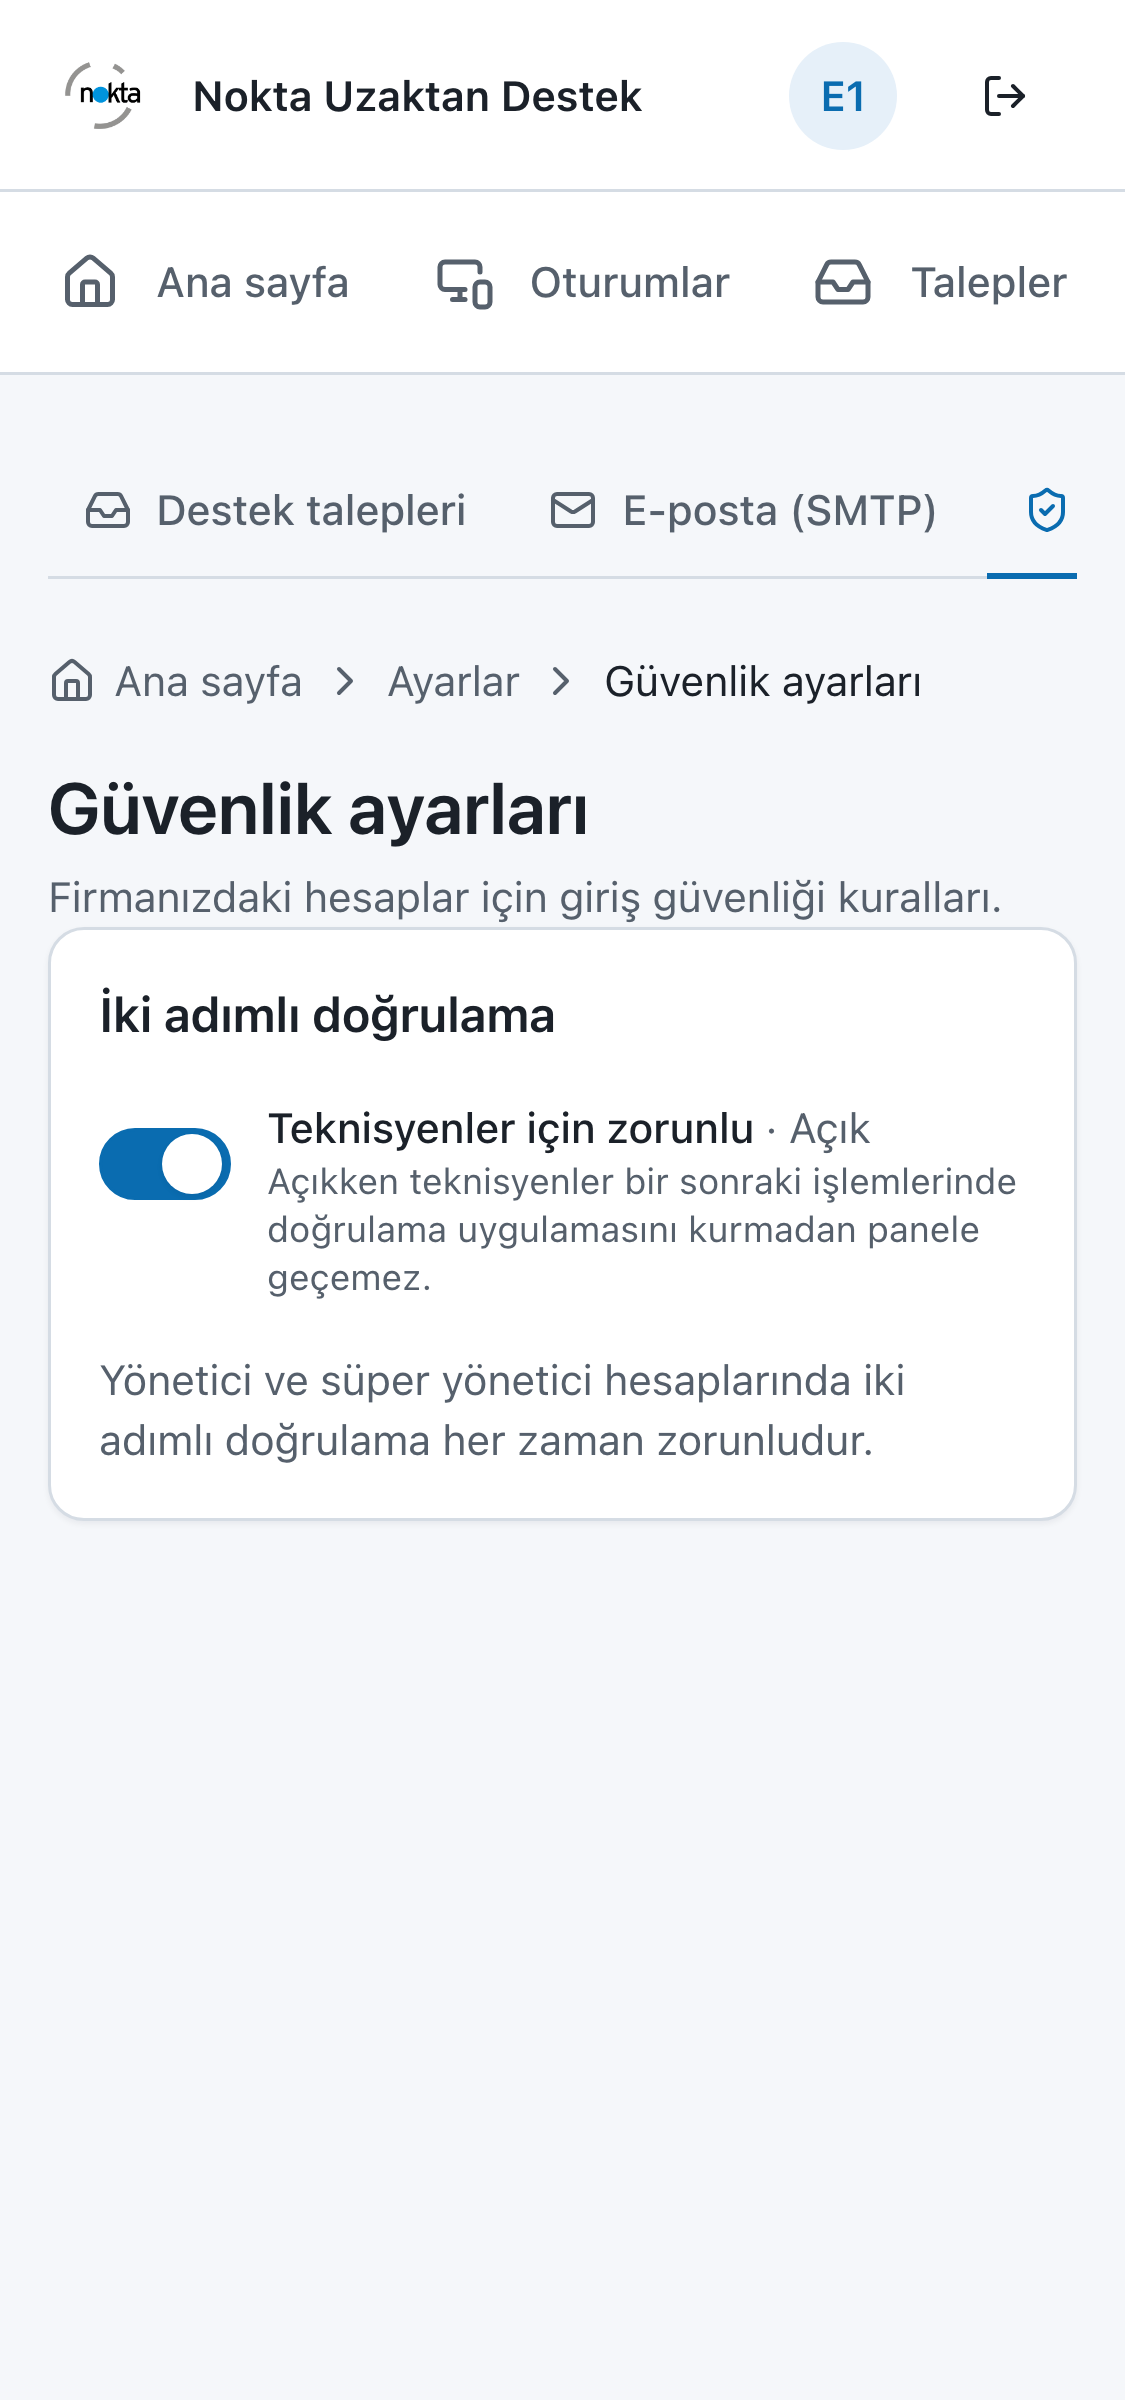 nokta
Nokta Uzaktan Destek
E1
Ana sayfa
Oturumlar
Talepler
Destek talepleri
E-posta (SMTP)
Ana sayfa
Ayarlar
Güvenlik ayarları
Güvenlik ayarları
Firmanızdaki hesaplar için giriş güvenliği kuralları.
İki adımlı doğrulama
Teknisyenler için zorunlu · Açık
Açıkken teknisyenler bir sonraki işlemlerinde
doğrulama uygulamasını kurmadan panele
geçemez.
Yönetici ve süper yönetici hesaplarında iki
adımlı doğrulama her zaman zorunludur.